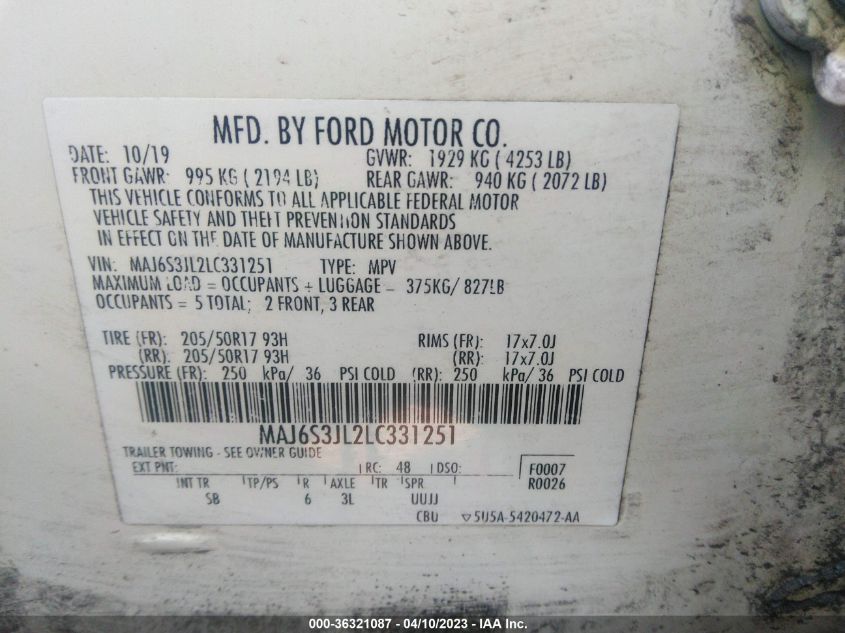 MFD. BY FORD MOTOR CO.
DATE: 10/19 GVWR: 1929 KG ( 4253 LB)
FRONT GAWR: 995 KG ( 2194 LB) REAR GAWR: 940 KG ( 2072 LB)
THIS VEHICLE CONFORMS TO ALL APPLICABLE FEDERAL MOTOR
VEHICLE SAFETY AND THEFT PREVENTION STANDARDS
IN EFFECT ON THE DATE OF MANUFACTURE SHOWN ABOVE.
VIN: MAJ6S3JL2LC331251 TYPE: MPV
MAXIMUM LOAD = OCCUPANTS + LUGGAGE = 375KG/ 827LB
OCCUPANTS = 5 TOTAL; 2 FRONT, 3 REAR
TIRE (FR): 205/50R17 93H RIMS (FR): 17x7.0J
(RR): 205/50R17 93H (RR): 17x7.0J
PRESSURE (FR): 250 kPa/ 36 PSI COLD (RR): 250 kPa/ 36 PSI COLD
MAJ6S3JL2LC331251
TRAILER TOWING - SEE OWNER GUIDE
EXT PNT: RC: 48 DSO: F0007
R0026
INT TR TP/PS R AXLE TR SPR
SB 6 3L UUJJ
CBU ▽5U5A-5420472-AA
000-36321087 - 04/10/2023 - IAA Inc.